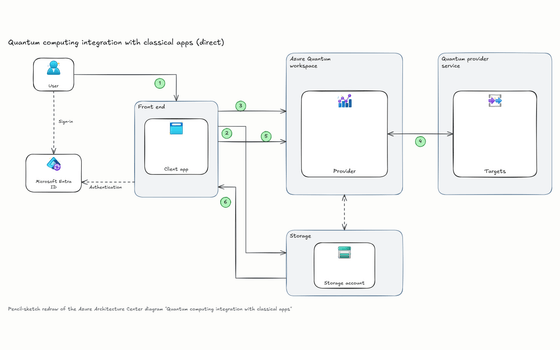 Quantum computing integration with classical apps (direct)
User
1
Sign-in
Microsoft Entra
ID
Authentication
Front end
Client app
3
2
5
6
Azure Quantum
workspace
Provider
4
Quantum provider
service
Targets
Storage
Storage account
Pencil-sketch redraw of the Azure Architecture Center diagram "Quantum computing integration with classical apps"